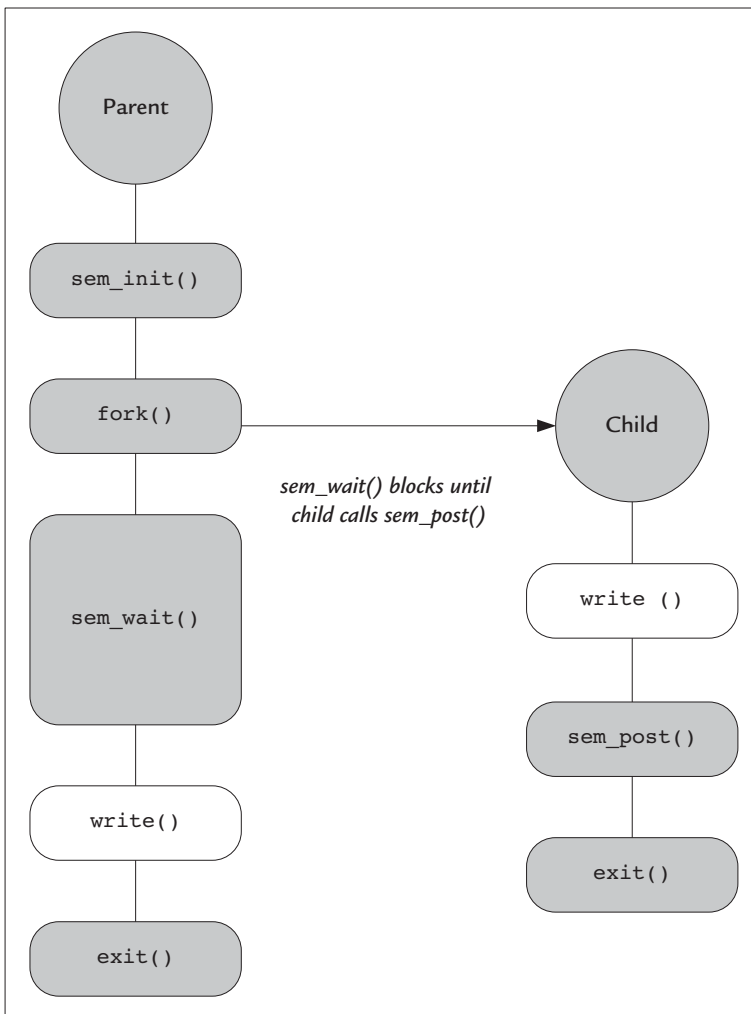 Parent
sem_init()
fork()
Child
sem_wait() blocks until
child calls sem_post()
write ()
sem_wait()
sem_post()
write()
exit()
exit()